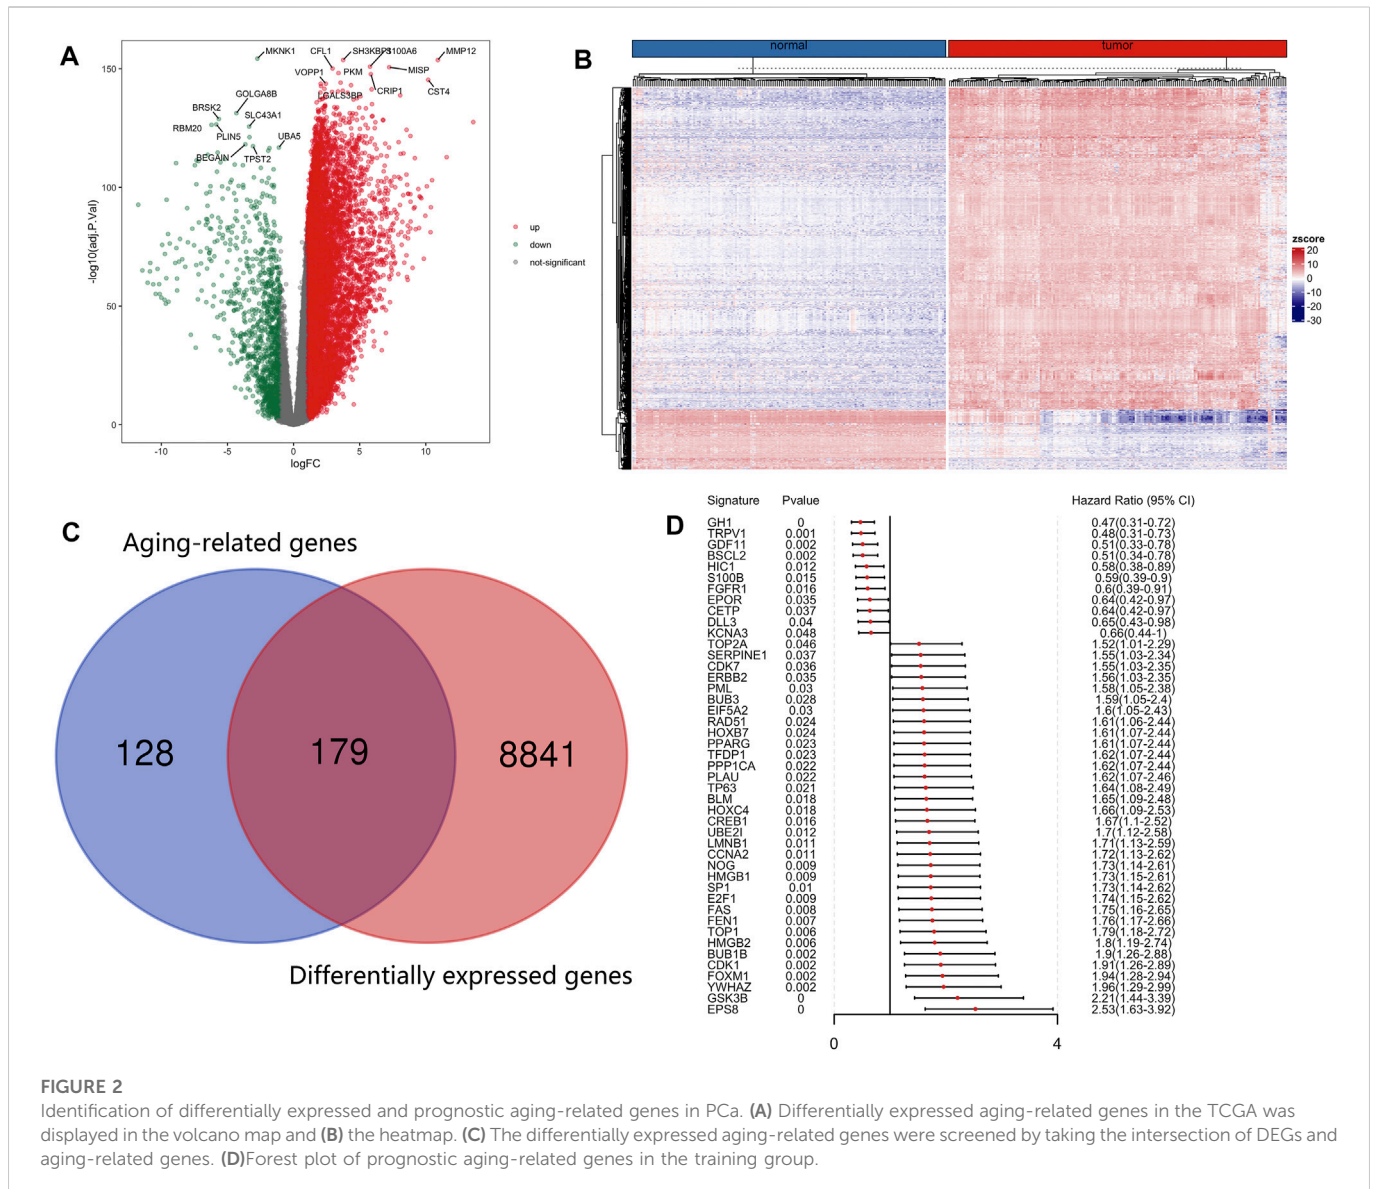 A
MKNK1
CFL1
SH3KBP1
S100A6
MMP12
VOPP1
PKM
MISP
LGALS3BP
CRIP1
CST4
GOLGA8B
BRSK2
SLC43A1
RBM20
PLIN5
UBA5
BEGAIN
TPST2
150
100
50
0
-log10(adj.P.Val)
-10 -5 0 5 10
logFC
up
down
not-significant
B
normal tumor
zscore
20
10
0
-10
-20
-30
C
Aging-related genes
128 179 8841
Differentially expressed genes
D
Signature Pvalue Hazard Ratio (95% CI)
GH1 0 0.47(0.31-0.72)
TRPV1 0.001 0.48(0.31-0.73)
GDF11 0.002 0.51(0.33-0.78)
BSCL2 0.002 0.51(0.34-0.78)
HIC1 0.012 0.58(0.38-0.89)
S100B 0.015 0.59(0.39-0.9)
FGFR1 0.016 0.6(0.39-0.91)
EPOR 0.035 0.64(0.42-0.97)
CETP 0.037 0.64(0.42-0.97)
DLL3 0.04 0.65(0.43-0.98)
KCNA3 0.048 0.66(0.44-1)
TOP2A 0.046 1.52(1.01-2.29)
SERPINE1 0.037 1.55(1.03-2.34)
CDK7 0.036 1.55(1.03-2.35)
ERBB2 0.035 1.56(1.03-2.35)
PML 0.03 1.58(1.05-2.38)
BUB3 0.028 1.59(1.05-2.4)
EIF5A2 0.03 1.6(1.05-2.43)
RAD51 0.024 1.61(1.06-2.44)
HOXB7 0.024 1.61(1.07-2.44)
PPARG 0.023 1.61(1.07-2.44)
TFDP1 0.023 1.62(1.07-2.44)
PPP1CA 0.022 1.62(1.07-2.44)
PLAU 0.022 1.62(1.07-2.46)
TP63 0.021 1.64(1.08-2.49)
BLM 0.018 1.65(1.09-2.48)
HOXC4 0.018 1.66(1.09-2.53)
CREB1 0.016 1.67(1.1-2.52)
UBE2I 0.012 1.7(1.12-2.58)
LMNB1 0.011 1.71(1.13-2.59)
CCNA2 0.011 1.72(1.13-2.62)
NOG 0.009 1.73(1.14-2.61)
HMGB1 0.009 1.73(1.15-2.61)
SP1 0.01 1.73(1.14-2.62)
E2F1 0.009 1.74(1.15-2.62)
FAS 0.008 1.75(1.16-2.65)
FEN1 0.007 1.76(1.17-2.66)
TOP1 0.006 1.79(1.18-2.72)
HMGB2 0.006 1.8(1.19-2.74)
BUB1B 0.002 1.9(1.26-2.88)
CDK1 0.002 1.91(1.26-2.89)
FOXM1 0.002 1.94(1.28-2.94)
YWHAZ 0.002 1.96(1.29-2.99)
GSK3B 0 2.21(1.44-3.39)
EPS8 0 2.53(1.63-3.92)
0 4
FIGURE 2
Identification of differentially expressed and prognostic aging-related genes in PCa. (A) Differentially expressed aging-related genes in the TCGA was
displayed in the volcano map and (B) the heatmap. (C) The differentially expressed aging-related genes were screened by taking the intersection of DEGs and
aging-related genes. (D)Forest plot of prognostic aging-related genes in the training group.